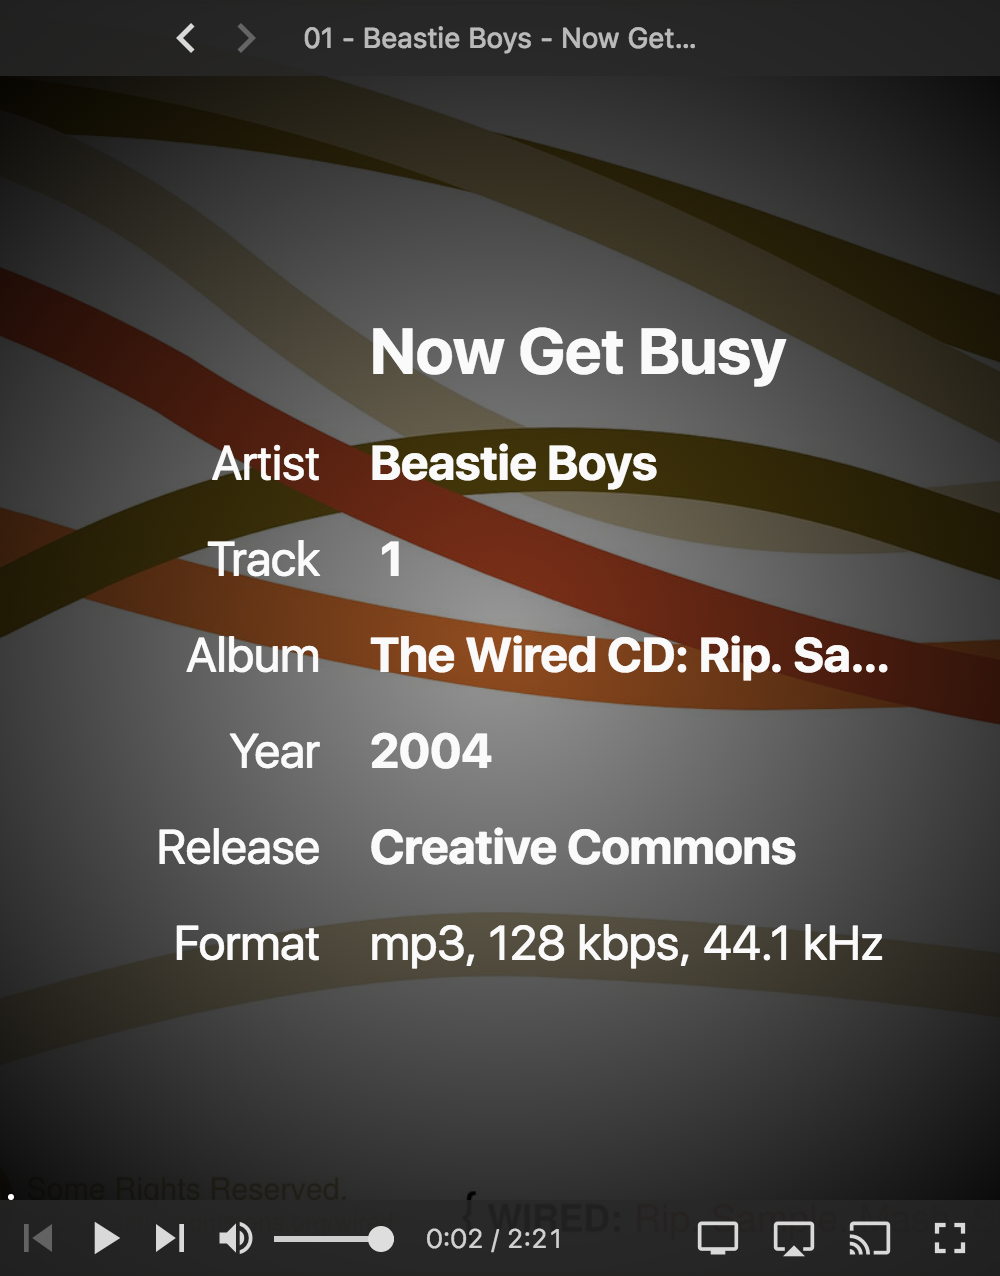 01 - Beastie Boys - Now Get...
Now Get Busy
Artist Beastie Boys
Track 1
Album The Wired CD: Rip. Sa...
Year 2004
Release Creative Commons
Format mp3, 128 kbps, 44.1 kHz
Some Rights Reserved.
{ WIRED: Rip. Sample. Mash.
0:02 / 2:21